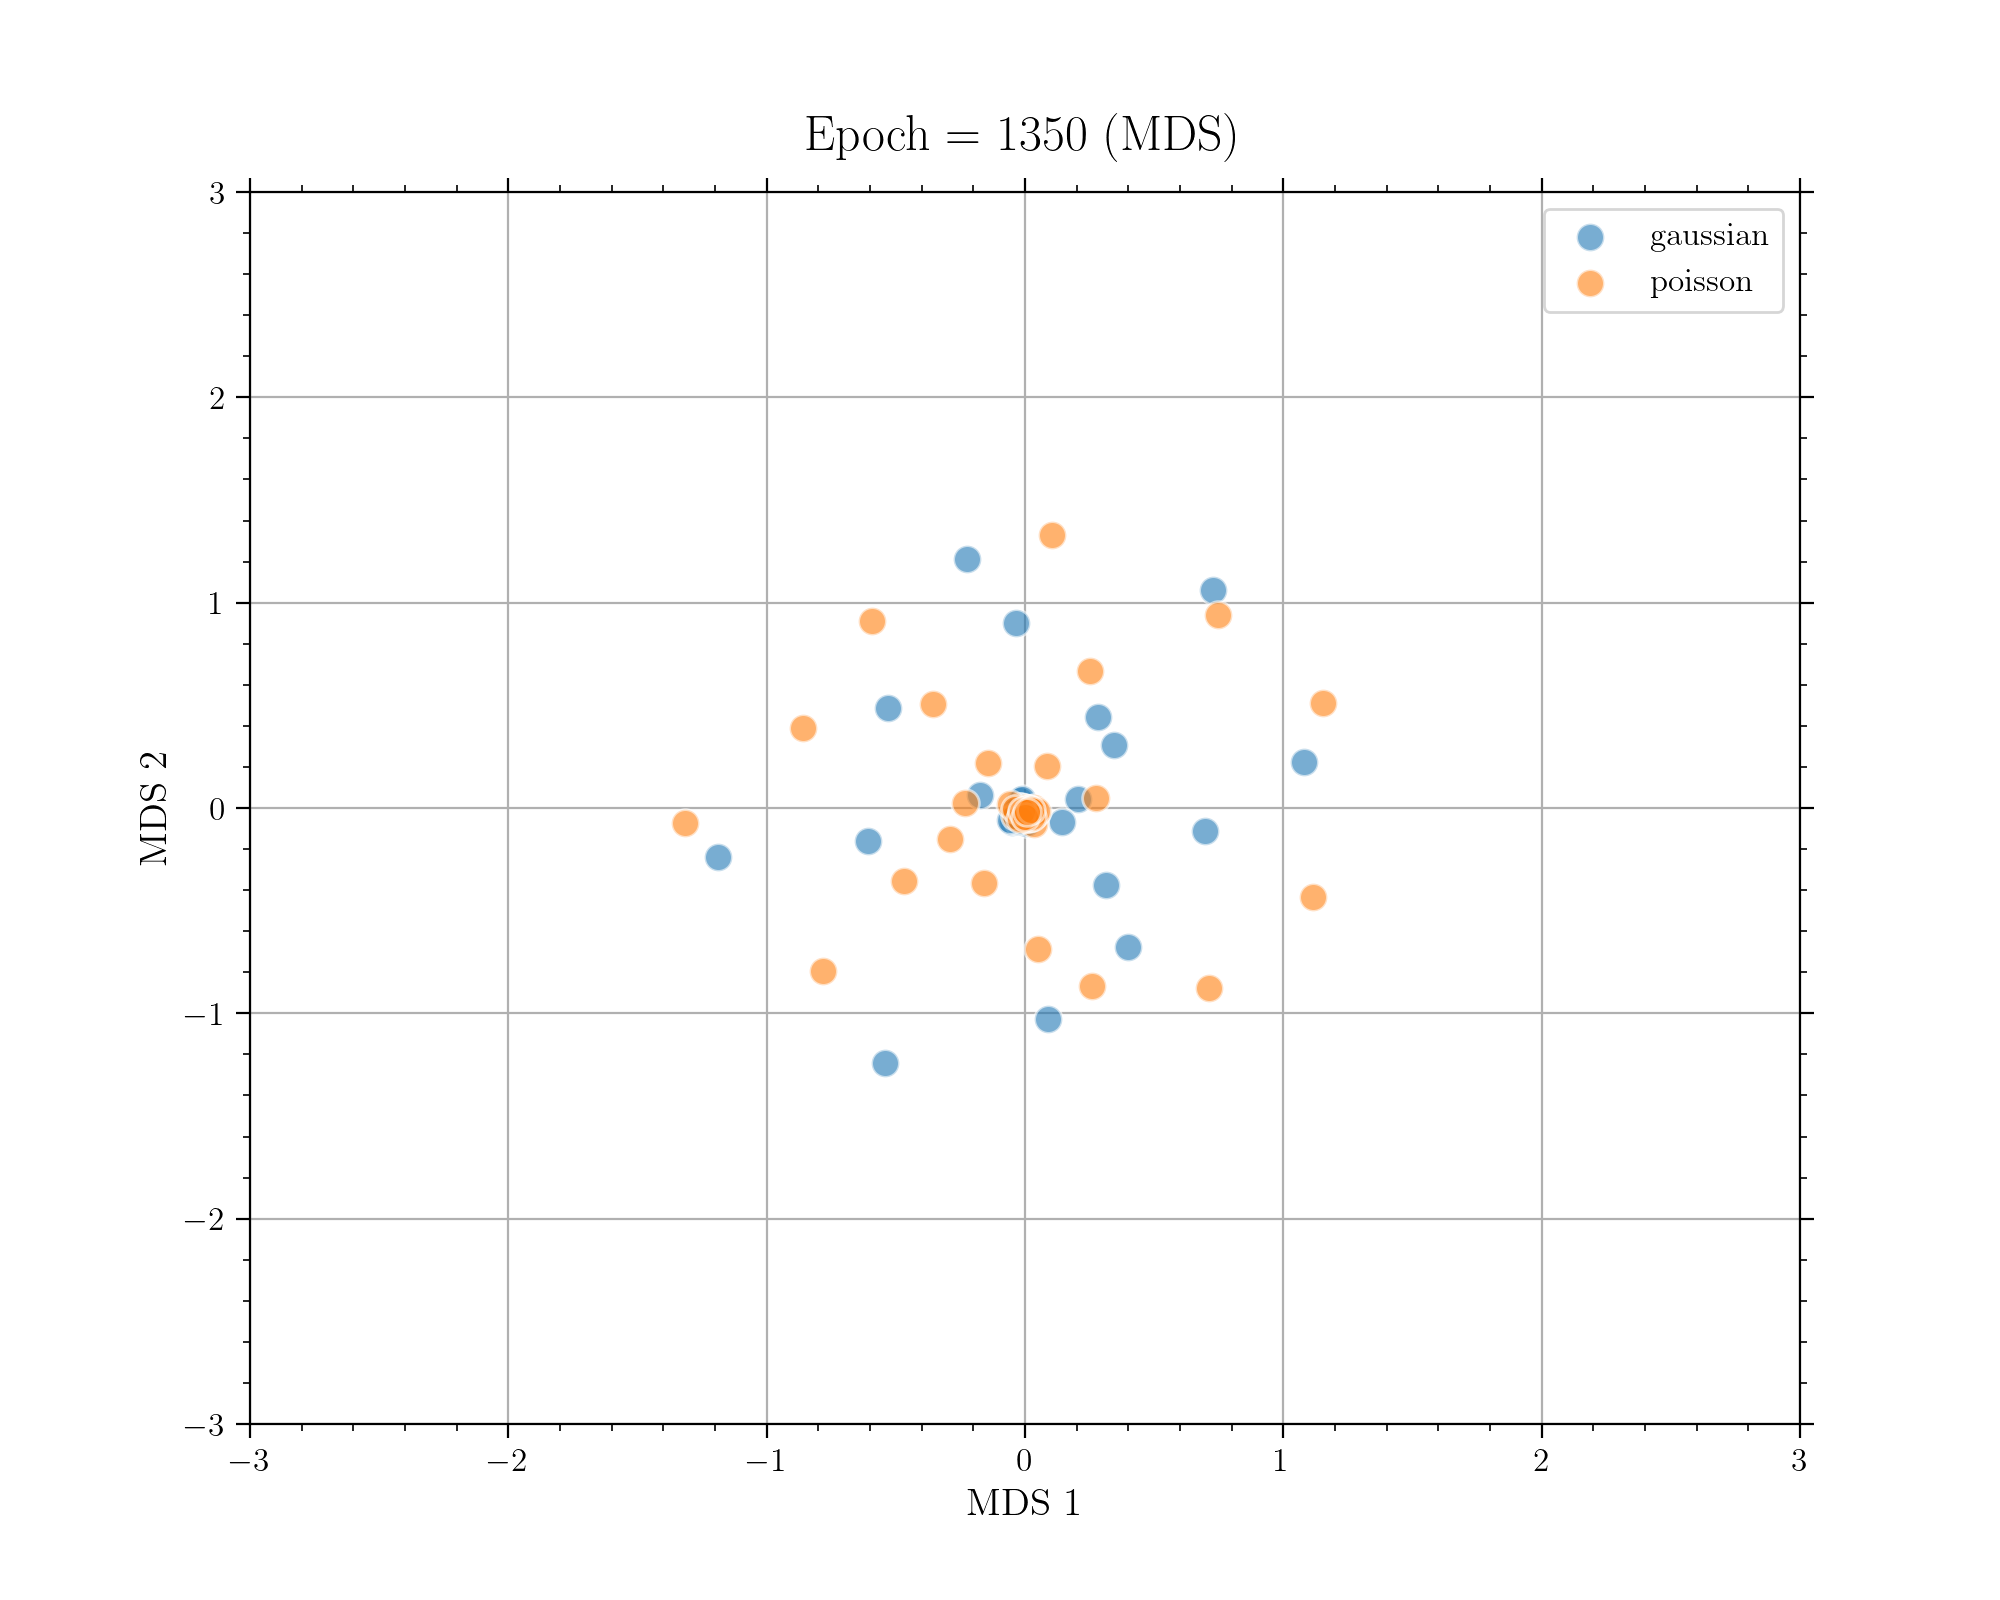 Epoch = 1350 (MDS)
gaussian
poisson
MDS 2
3
2
1
0
−1
−2
−3
−3 −2 −1 0 1 2 3
MDS 1